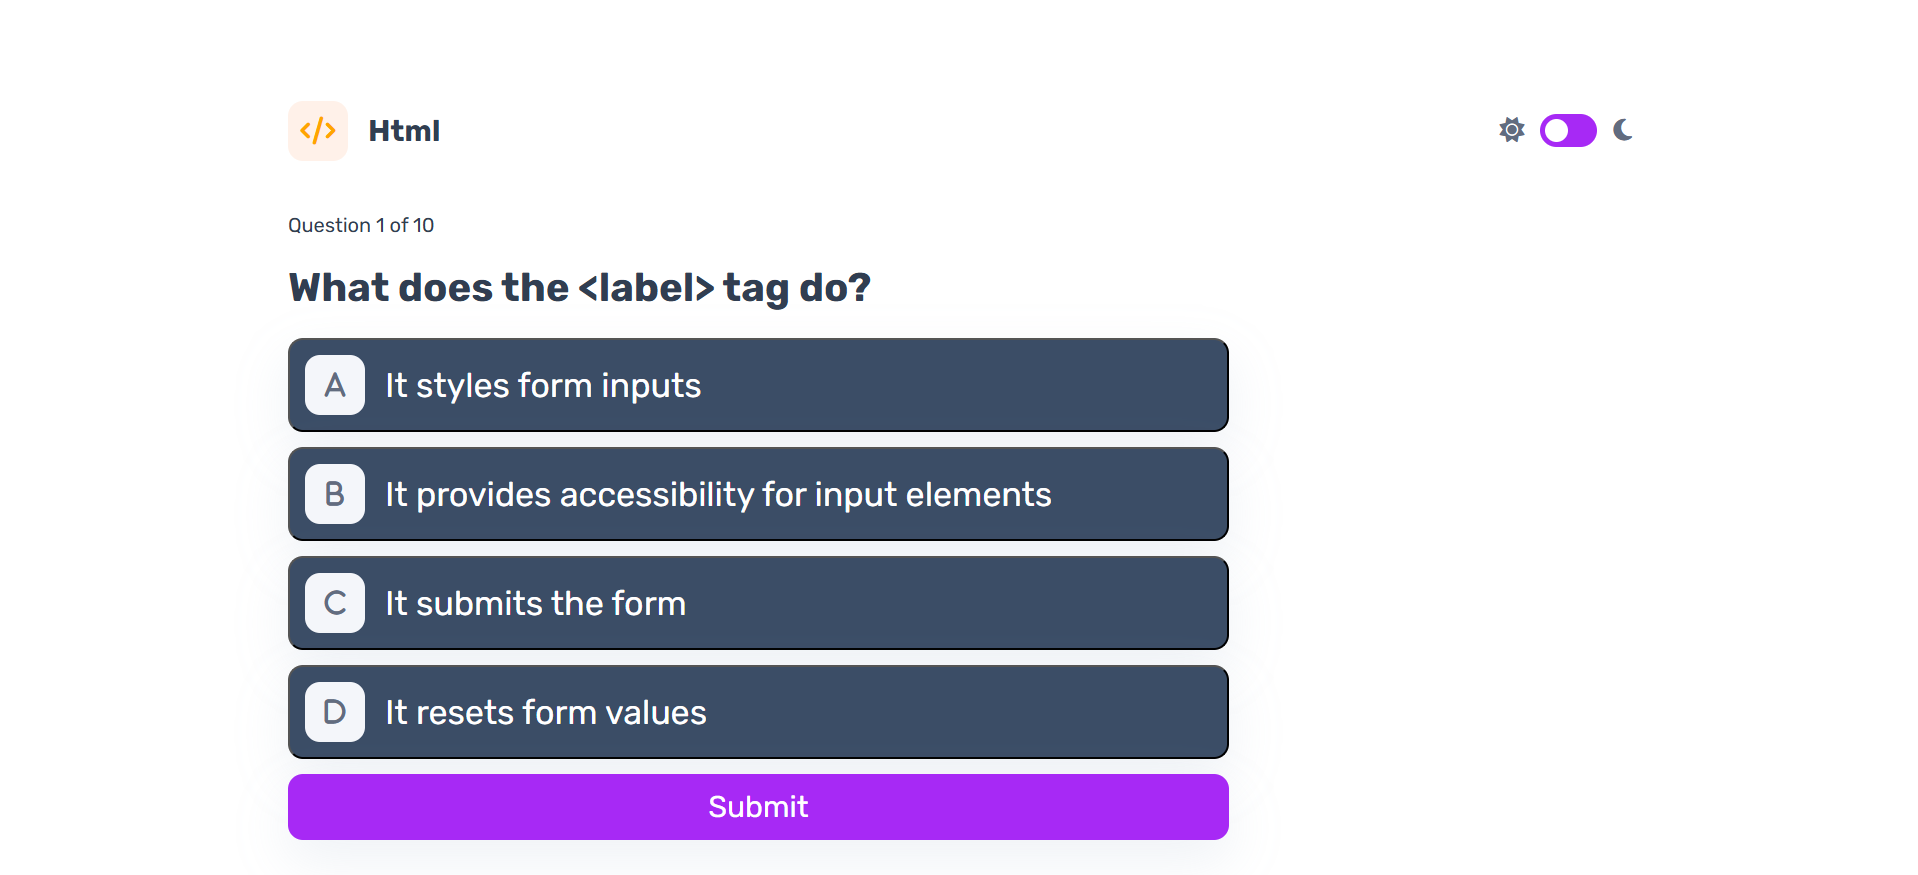 Html
Question 1 of 10
What does the <label> tag do?
A It styles form inputs
B It provides accessibility for input elements
C It submits the form
D It resets form values
Submit